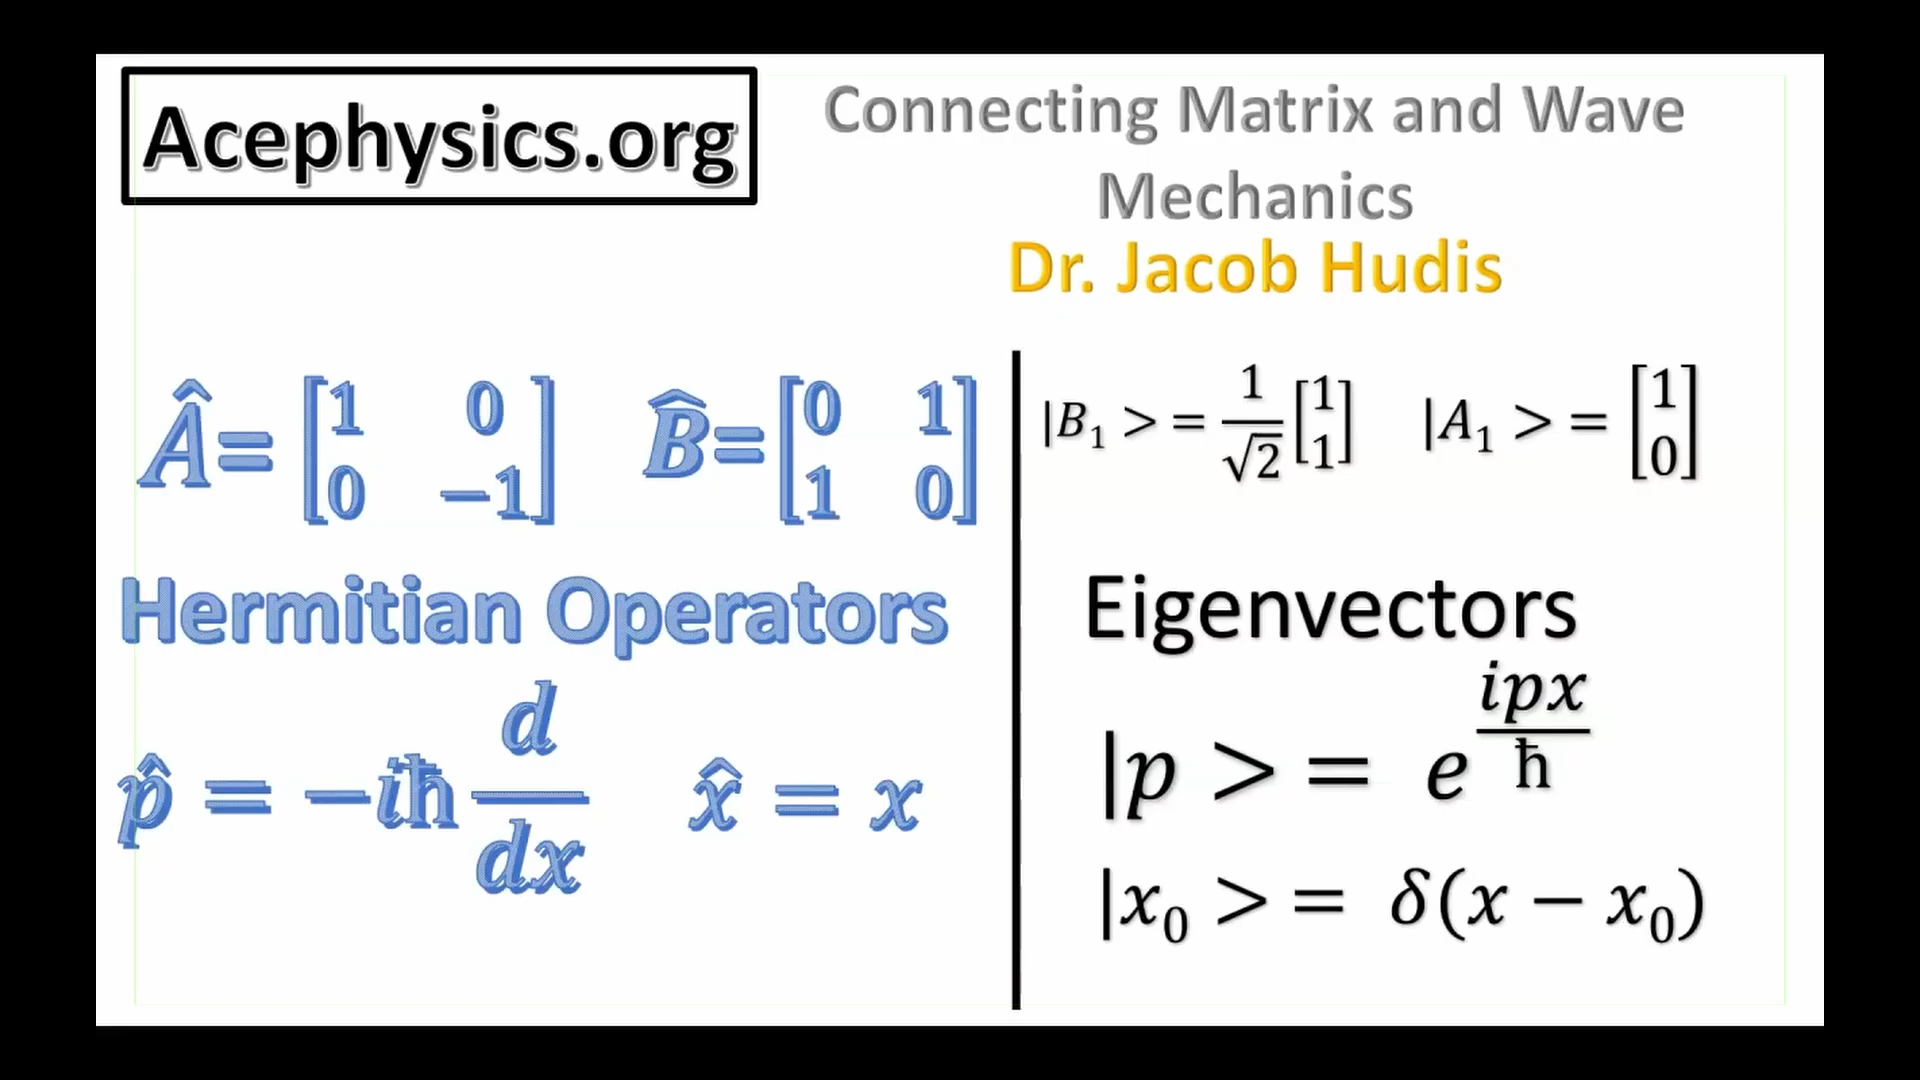 Acephysics.org
Connecting Matrix and Wave
Mechanics
Dr. Jacob Hudis
Â= [1 0
0 −1]
B̂= [0 1
1 0]
Hermitian Operators
p̂ = −iħ d/dx
x̂ = x
|B₁ > = 1/√2 [1
1]
|A₁ > = [1
0]
Eigenvectors
|p > = e^(ipx/ħ)
|x₀ > = δ(x − x₀)